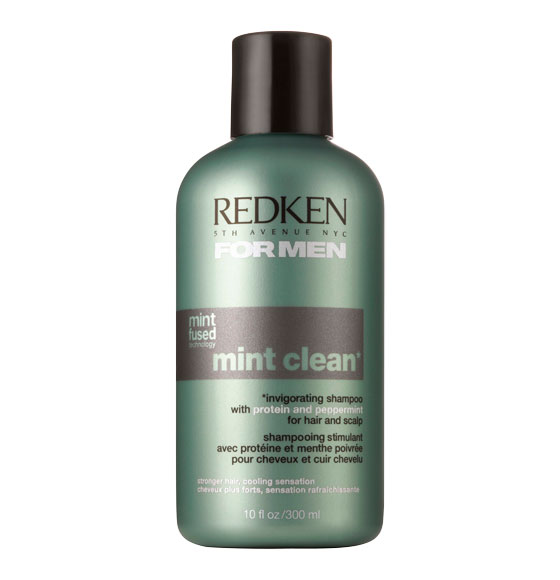 REDKEN
5TH AVENUE NYC
FOR MEN
mint
fused
technology
mint clean*
*invigorating shampoo
with protein and peppermint
for hair and scalp
shampooing stimulant
avec protéine et menthe poivrée
pour cheveux et cuir chevelu
stronger hair, cooling sensation
cheveux plus forts, sensation rafraîchissante
10 fl oz/300 ml